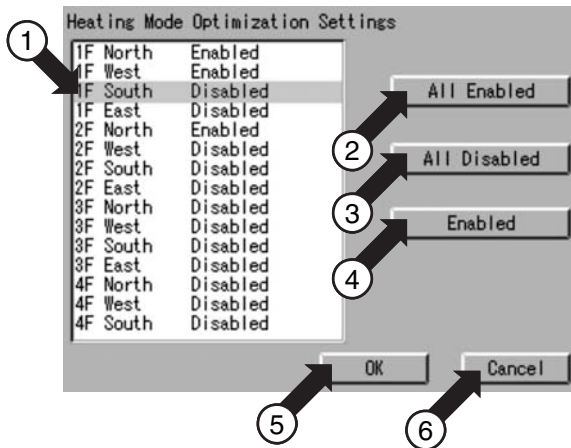 Heating Mode Optimization Settings
1
1F North Enabled
1F West Enabled
1F South Disabled
1F East Disabled
2F North Enabled
2F West Disabled
2F South Disabled
2F East Disabled
3F North Disabled
3F West Disabled
3F South Disabled
3F East Disabled
4F North Disabled
4F West Disabled
4F South Disabled
All Enabled
2
All Disabled
3
Enabled
4
OK
Cancel
5
6